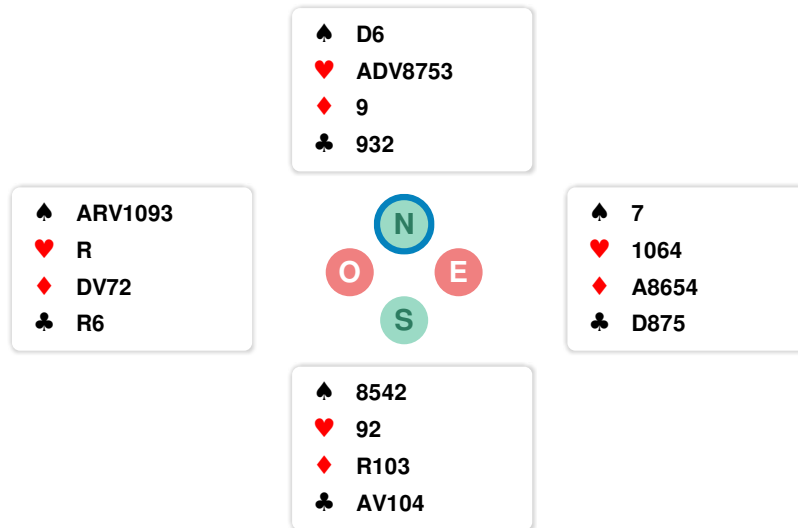 ♠ D6
♥ ADV8753
♦ 9
♣ 932
♠ ARV1093
♥ R
♦ DV72
♣ R6
N
O
E
S
♠ 7
♥ 1064
♦ A8654
♣ D875
♠ 8542
♥ 92
♦ R103
♣ AV104